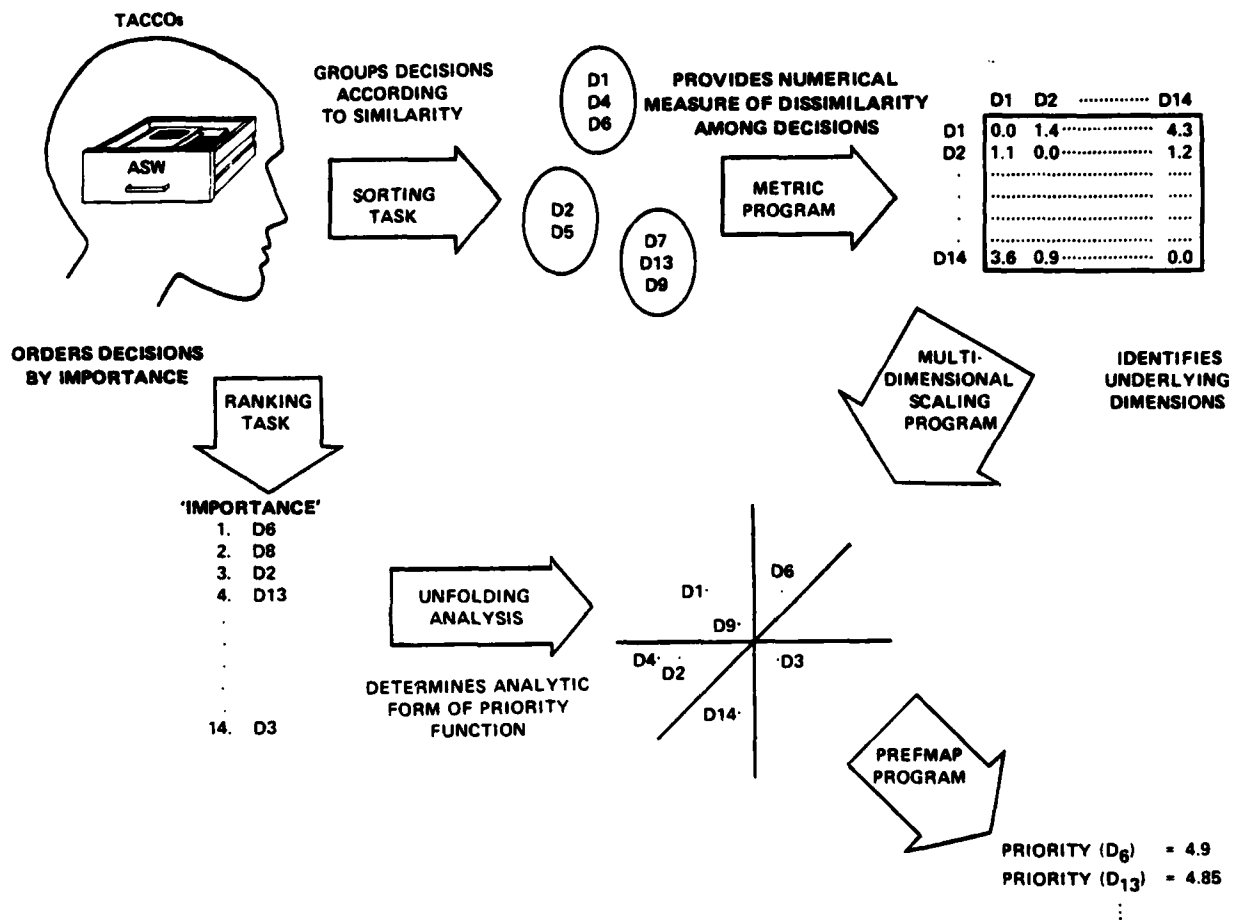 TACCOs
ASW
GROUPS DECISIONS
ACCORDING
TO SIMILARITY
SORTING
TASK
D1
D4
D6
D2
D5
D7
D13
D9
PROVIDES NUMERICAL
MEASURE OF DISSIMILARITY
AMONG DECISIONS
METRIC
PROGRAM
D1 D2 .............. D14
D1 0.0 1.4 .............. 4.3
D2 1.1 0.0 .............. 1.2
. .............. .....
. .............. .....
. .............. .....
. .............. .....
D14 3.6 0.9 .............. 0.0
ORDERS DECISIONS
BY IMPORTANCE
RANKING
TASK
MULTI-
DIMENSIONAL
SCALING
PROGRAM
IDENTIFIES
UNDERLYING
DIMENSIONS
'IMPORTANCE'
1. D6
2. D8
3. D2
4. D13
.
.
.
.
14. D3
UNFOLDING
ANALYSIS
DETERMINES ANALYTIC
FORM OF PRIORITY
FUNCTION
D6
D1
D9
D4
D2
D3
D14
PREFMAP
PROGRAM
PRIORITY (D6) = 4.9
PRIORITY (D13) = 4.85
⋮